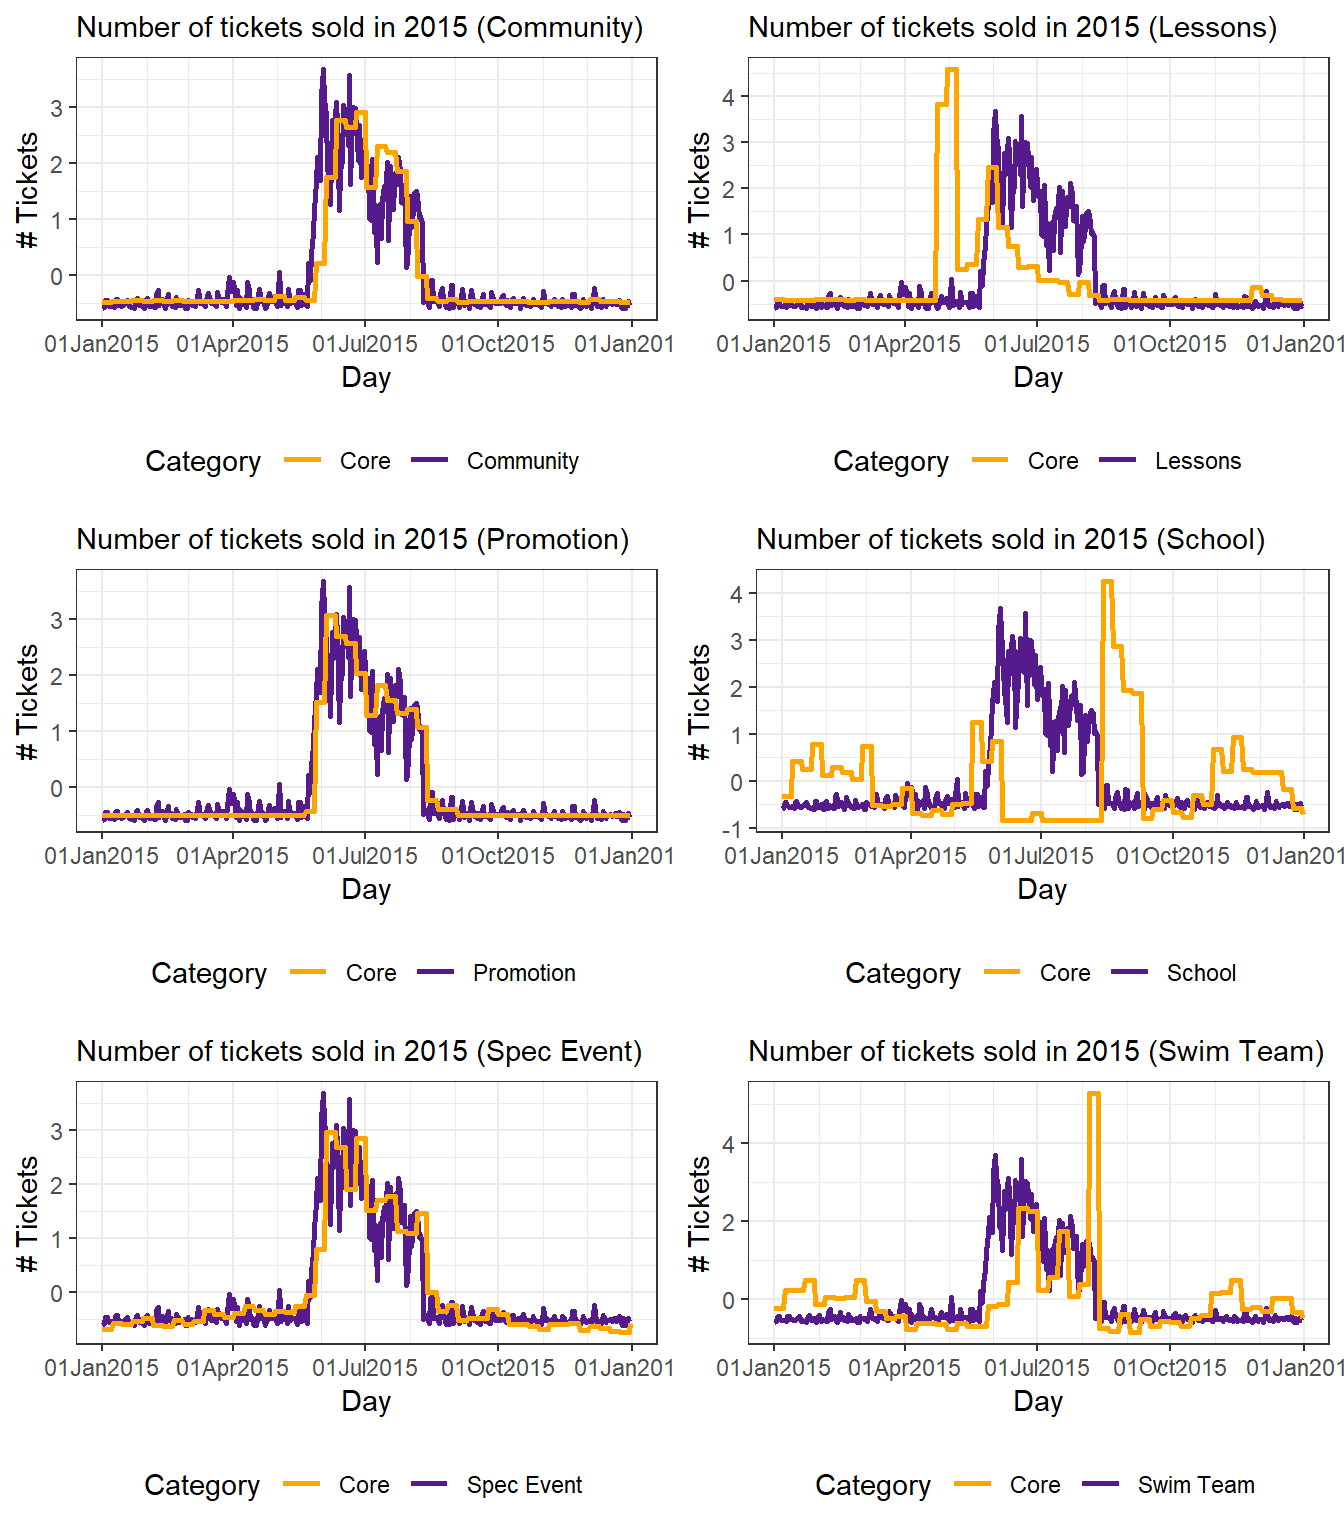 Number of tickets sold in 2015 (Community)
# Tickets
3
2
1
0
01Jan2015 01Apr2015 01Jul2015 01Oct2015 01Jan201
Day
Category Core Community
Number of tickets sold in 2015 (Lessons)
# Tickets
4
3
2
1
0
01Jan2015 01Apr2015 01Jul2015 01Oct2015 01Jan201
Day
Category Core Lessons
Number of tickets sold in 2015 (Promotion)
# Tickets
3
2
1
0
01Jan2015 01Apr2015 01Jul2015 01Oct2015 01Jan201
Day
Category Core Promotion
Number of tickets sold in 2015 (School)
# Tickets
4
3
2
1
0
-1
01Jan2015 01Apr2015 01Jul2015 01Oct2015 01Jan201
Day
Category Core School
Number of tickets sold in 2015 (Spec Event)
# Tickets
3
2
1
0
01Jan2015 01Apr2015 01Jul2015 01Oct2015 01Jan201
Day
Category Core Spec Event
Number of tickets sold in 2015 (Swim Team)
# Tickets
4
2
0
01Jan2015 01Apr2015 01Jul2015 01Oct2015 01Jan201
Day
Category Core Swim Team